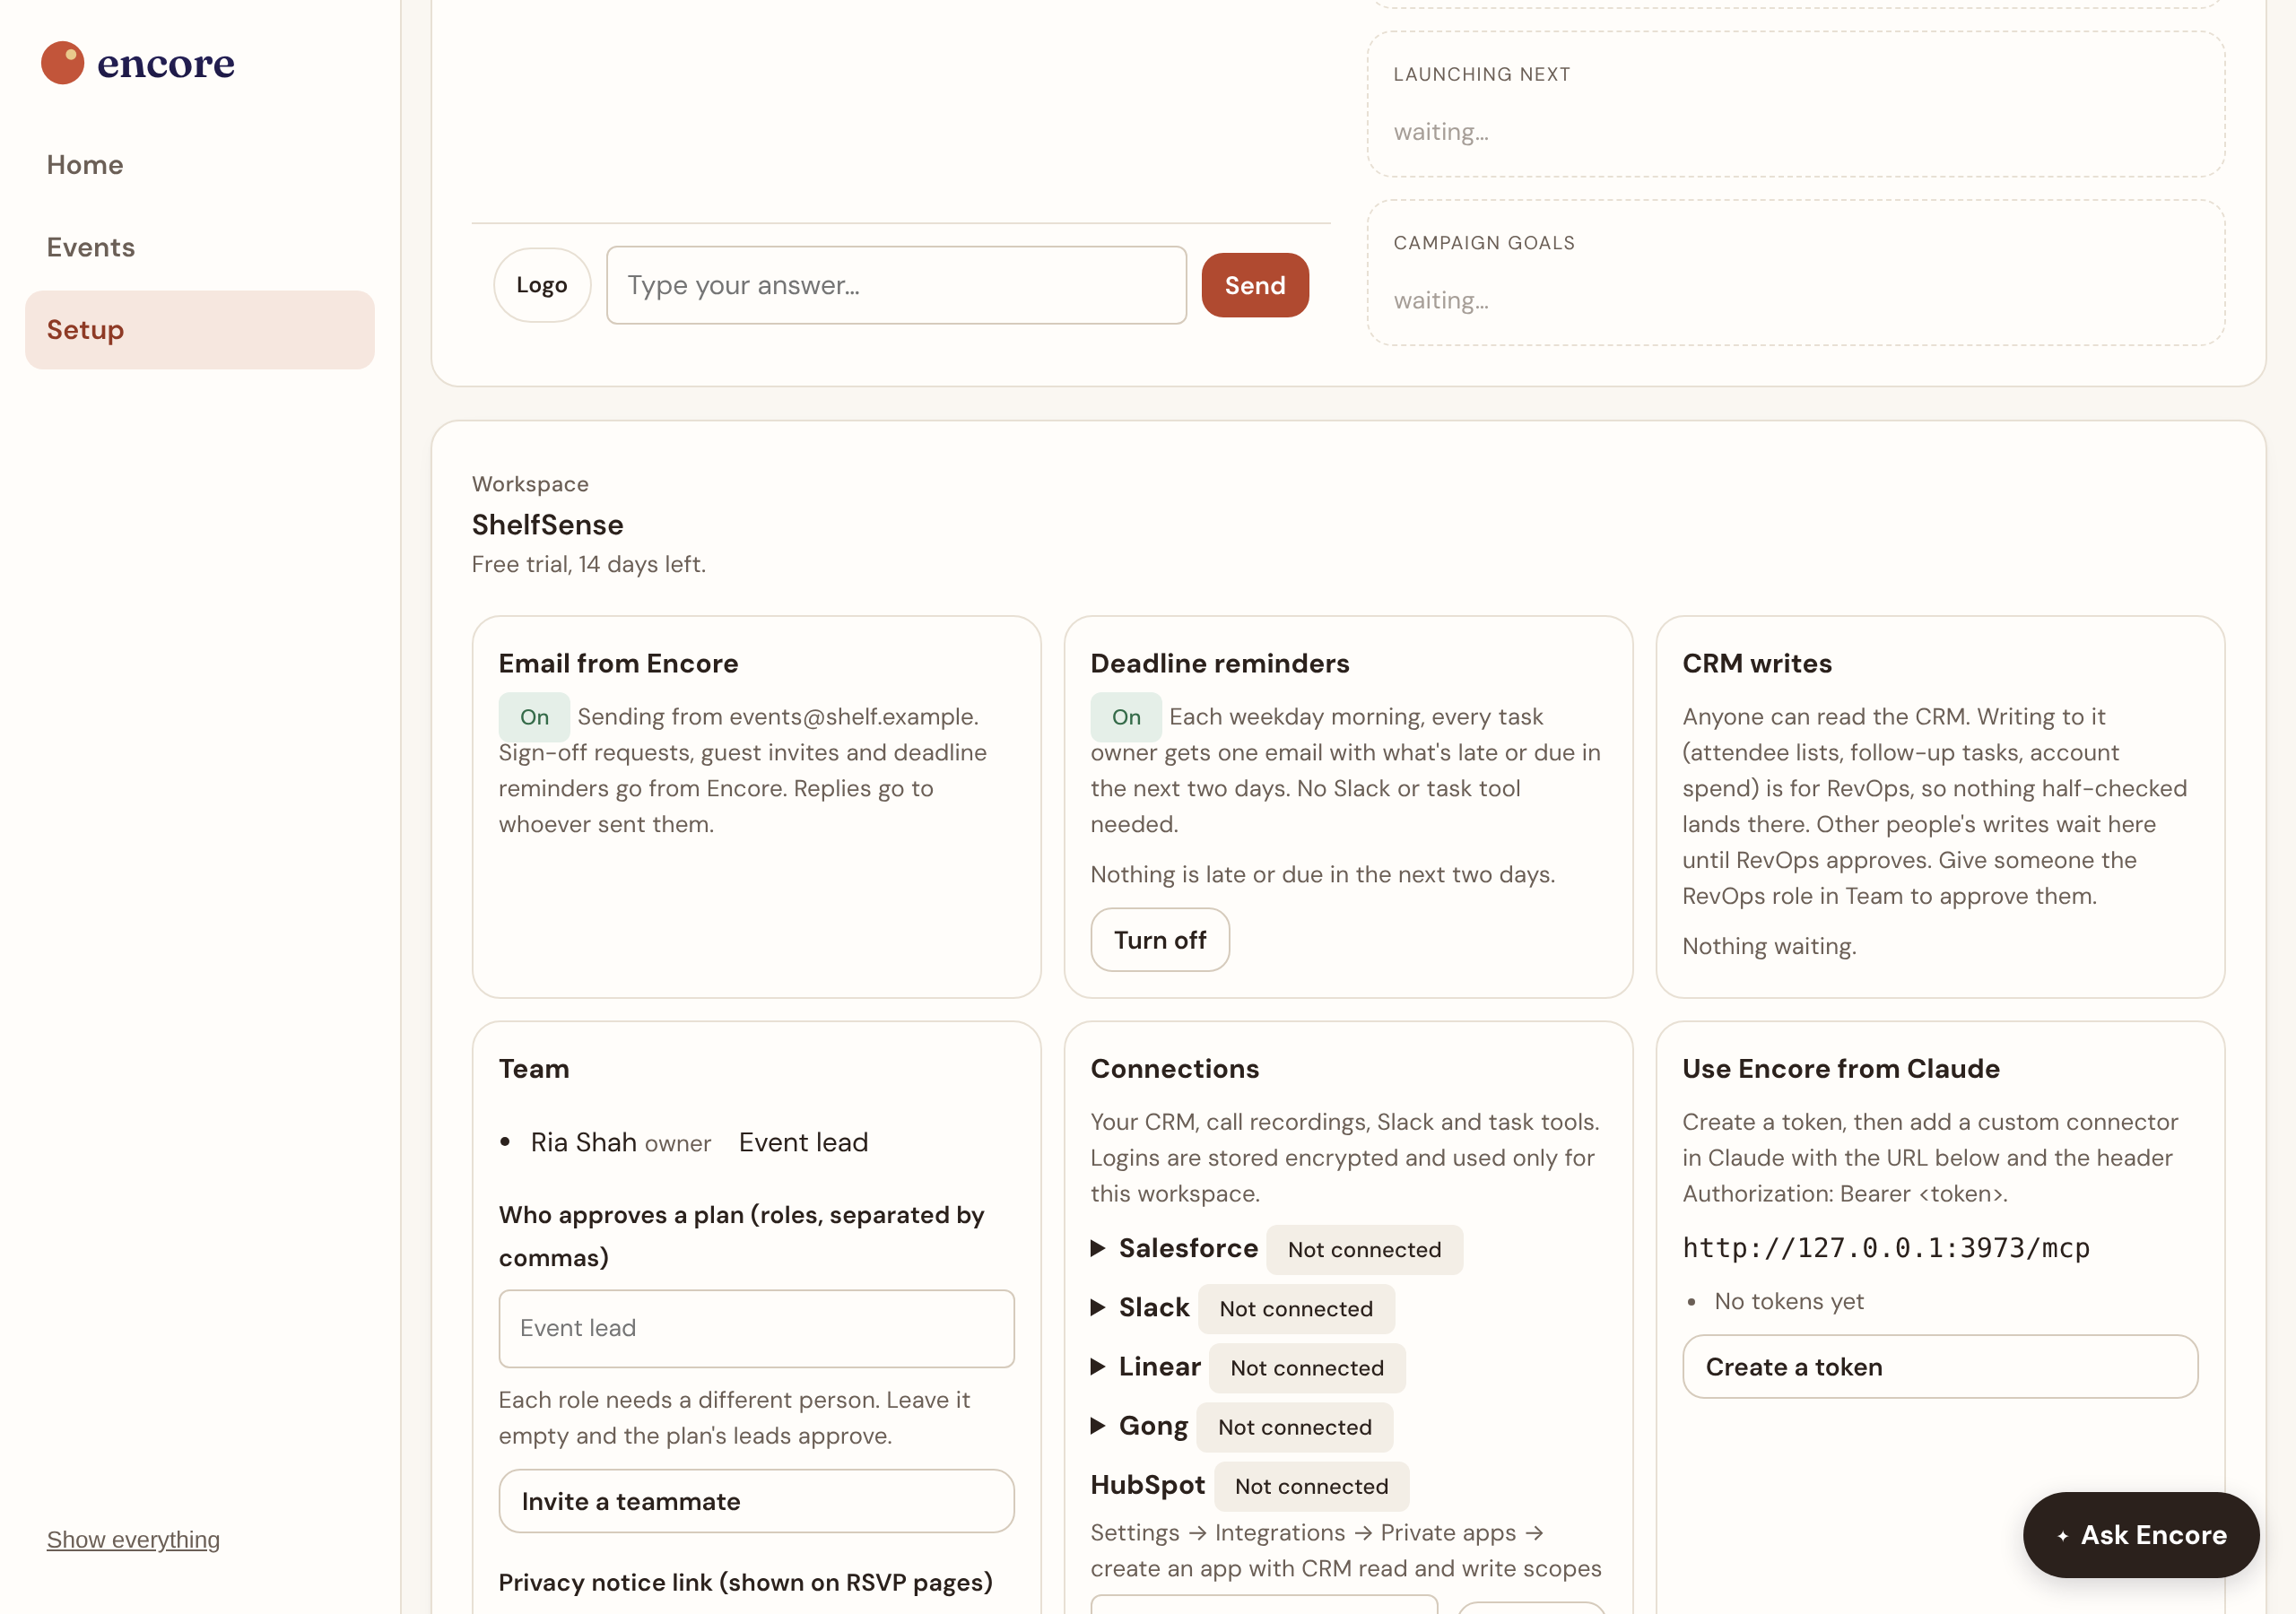 encore
Home
Events
Setup
Show everything
LAUNCHING NEXT
waiting...
CAMPAIGN GOALS
waiting...
Logo
Type your answer...
Send
Workspace
ShelfSense
Free trial, 14 days left.
Email from Encore
On Sending from events@shelf.example.
Sign-off requests, guest invites and deadline
reminders go from Encore. Replies go to
whoever sent them.
Deadline reminders
On Each weekday morning, every task
owner gets one email with what's late or due in
the next two days. No Slack or task tool
needed.
Nothing is late or due in the next two days.
Turn off
CRM writes
Anyone can read the CRM. Writing to it
(attendee lists, follow-up tasks, account
spend) is for RevOps, so nothing half-checked
lands there. Other people's writes wait here
until RevOps approves. Give someone the
RevOps role in Team to approve them.
Nothing waiting.
Team
• Ria Shah owner Event lead
Who approves a plan (roles, separated by
commas)
Event lead
Each role needs a different person. Leave it
empty and the plan's leads approve.
Invite a teammate
Privacy notice link (shown on RSVP pages)
Connections
Your CRM, call recordings, Slack and task tools.
Logins are stored encrypted and used only for
this workspace.
Salesforce Not connected
Slack Not connected
Linear Not connected
Gong Not connected
HubSpot Not connected
Settings → Integrations → Private apps →
create an app with CRM read and write scopes
Use Encore from Claude
Create a token, then add a custom connector
in Claude with the URL below and the header
Authorization: Bearer <token>.
http://127.0.0.1:3973/mcp
• No tokens yet
Create a token
Ask Encore